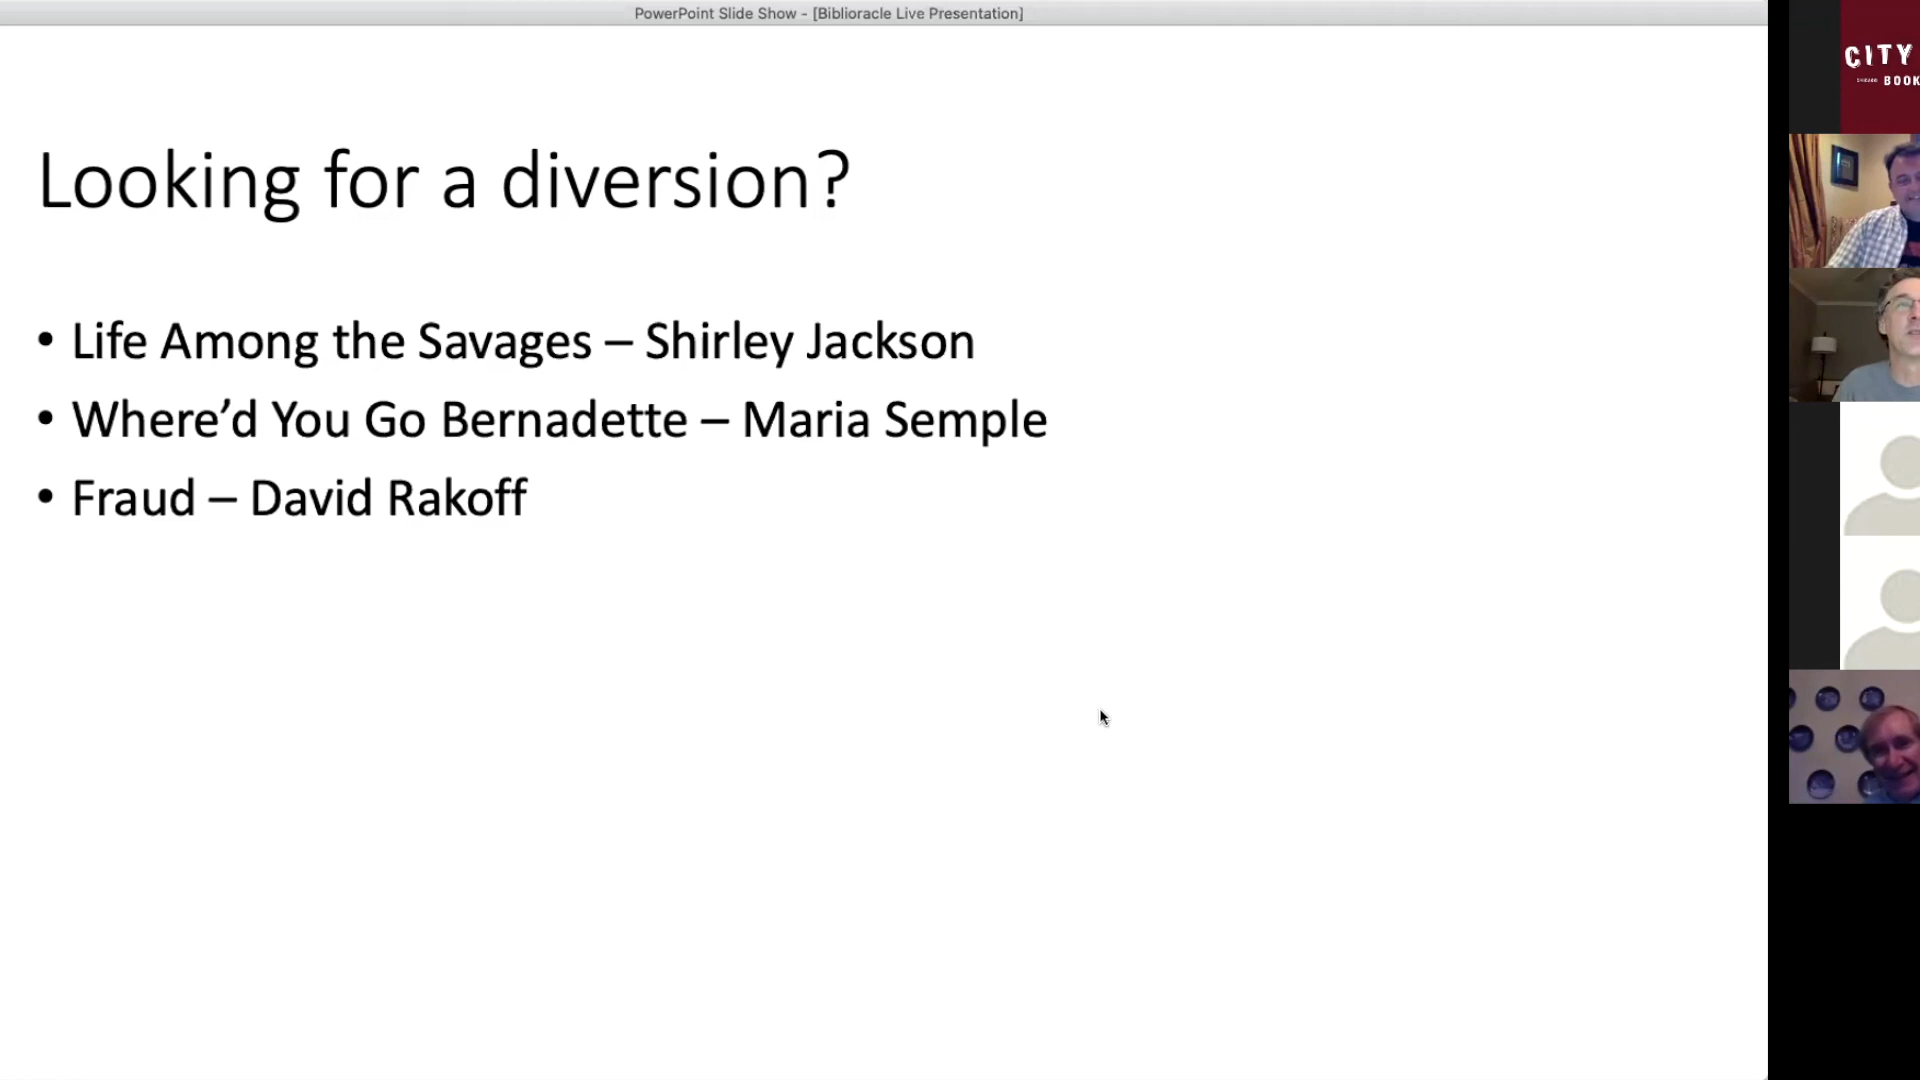 PowerPoint Slide Show - [Biblioracle Live Presentation]
Looking for a diversion?
• Life Among the Savages – Shirley Jackson
• Where’d You Go Bernadette – Maria Semple
• Fraud – David Rakoff
CITY
BOOK